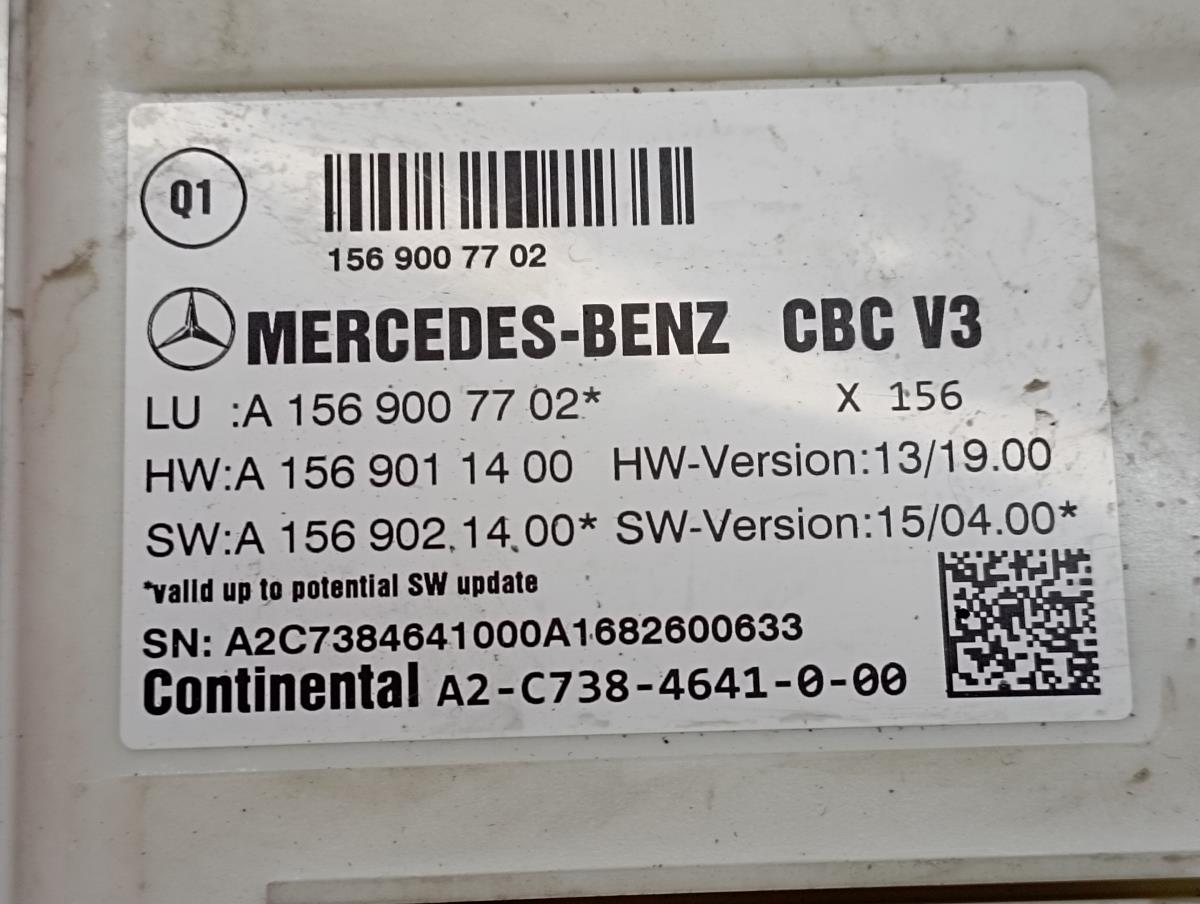 Q1
156 900 77 02
MERCEDES-BENZ CBC V3
LU :A 156 900 77 02* X 156
HW:A 156 901 14 00 HW-Version:13/19.00
SW:A 156 902 14 00* SW-Version:15/04.00*
*valid up to potential SW update
SN: A2C7384641000A1682600633
Continental A2-C738-4641-0-00